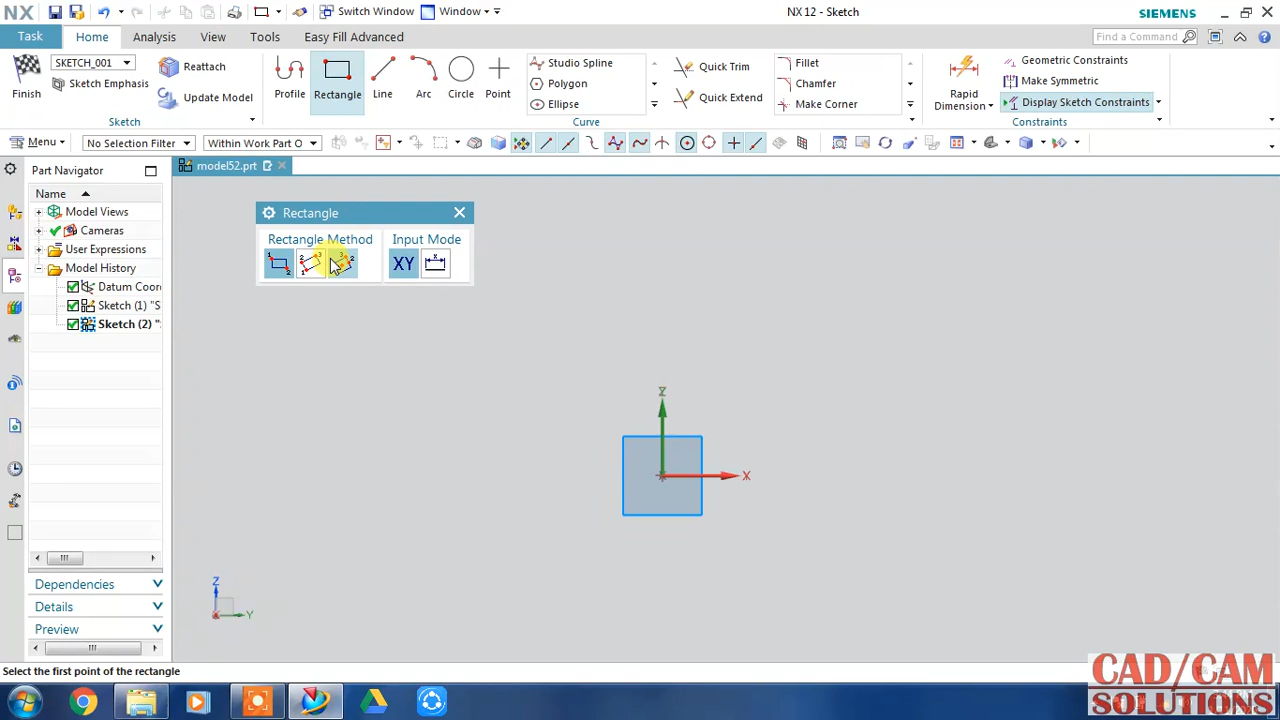 NX
Switch Window
Window
NX 12 - Sketch
SIEMENS
Task
Home
Analysis
View
Tools
Easy Fill Advanced
Find a Command
Finish
SKETCH_001
Sketch Emphasis
Reattach
Update Model
Sketch
Profile
Rectangle
Line
Arc
Circle
Point
Studio Spline
Polygon
Ellipse
Quick Trim
Quick Extend
Fillet
Chamfer
Make Corner
Curve
Rapid
Dimension
Geometric Constraints
Make Symmetric
Display Sketch Constraints
Constraints
Menu
No Selection Filter
Within Work Part O
Part Navigator
model52.prt
Name
Model Views
Cameras
User Expressions
Model History
Datum Coor
Sketch (1) "S
Sketch (2) "
Dependencies
Details
Preview
Rectangle
Rectangle Method
Input Mode
XY
Z
X
Z
Y
Select the first point of the rectangle
CAD/CAM
SOLUTIONS